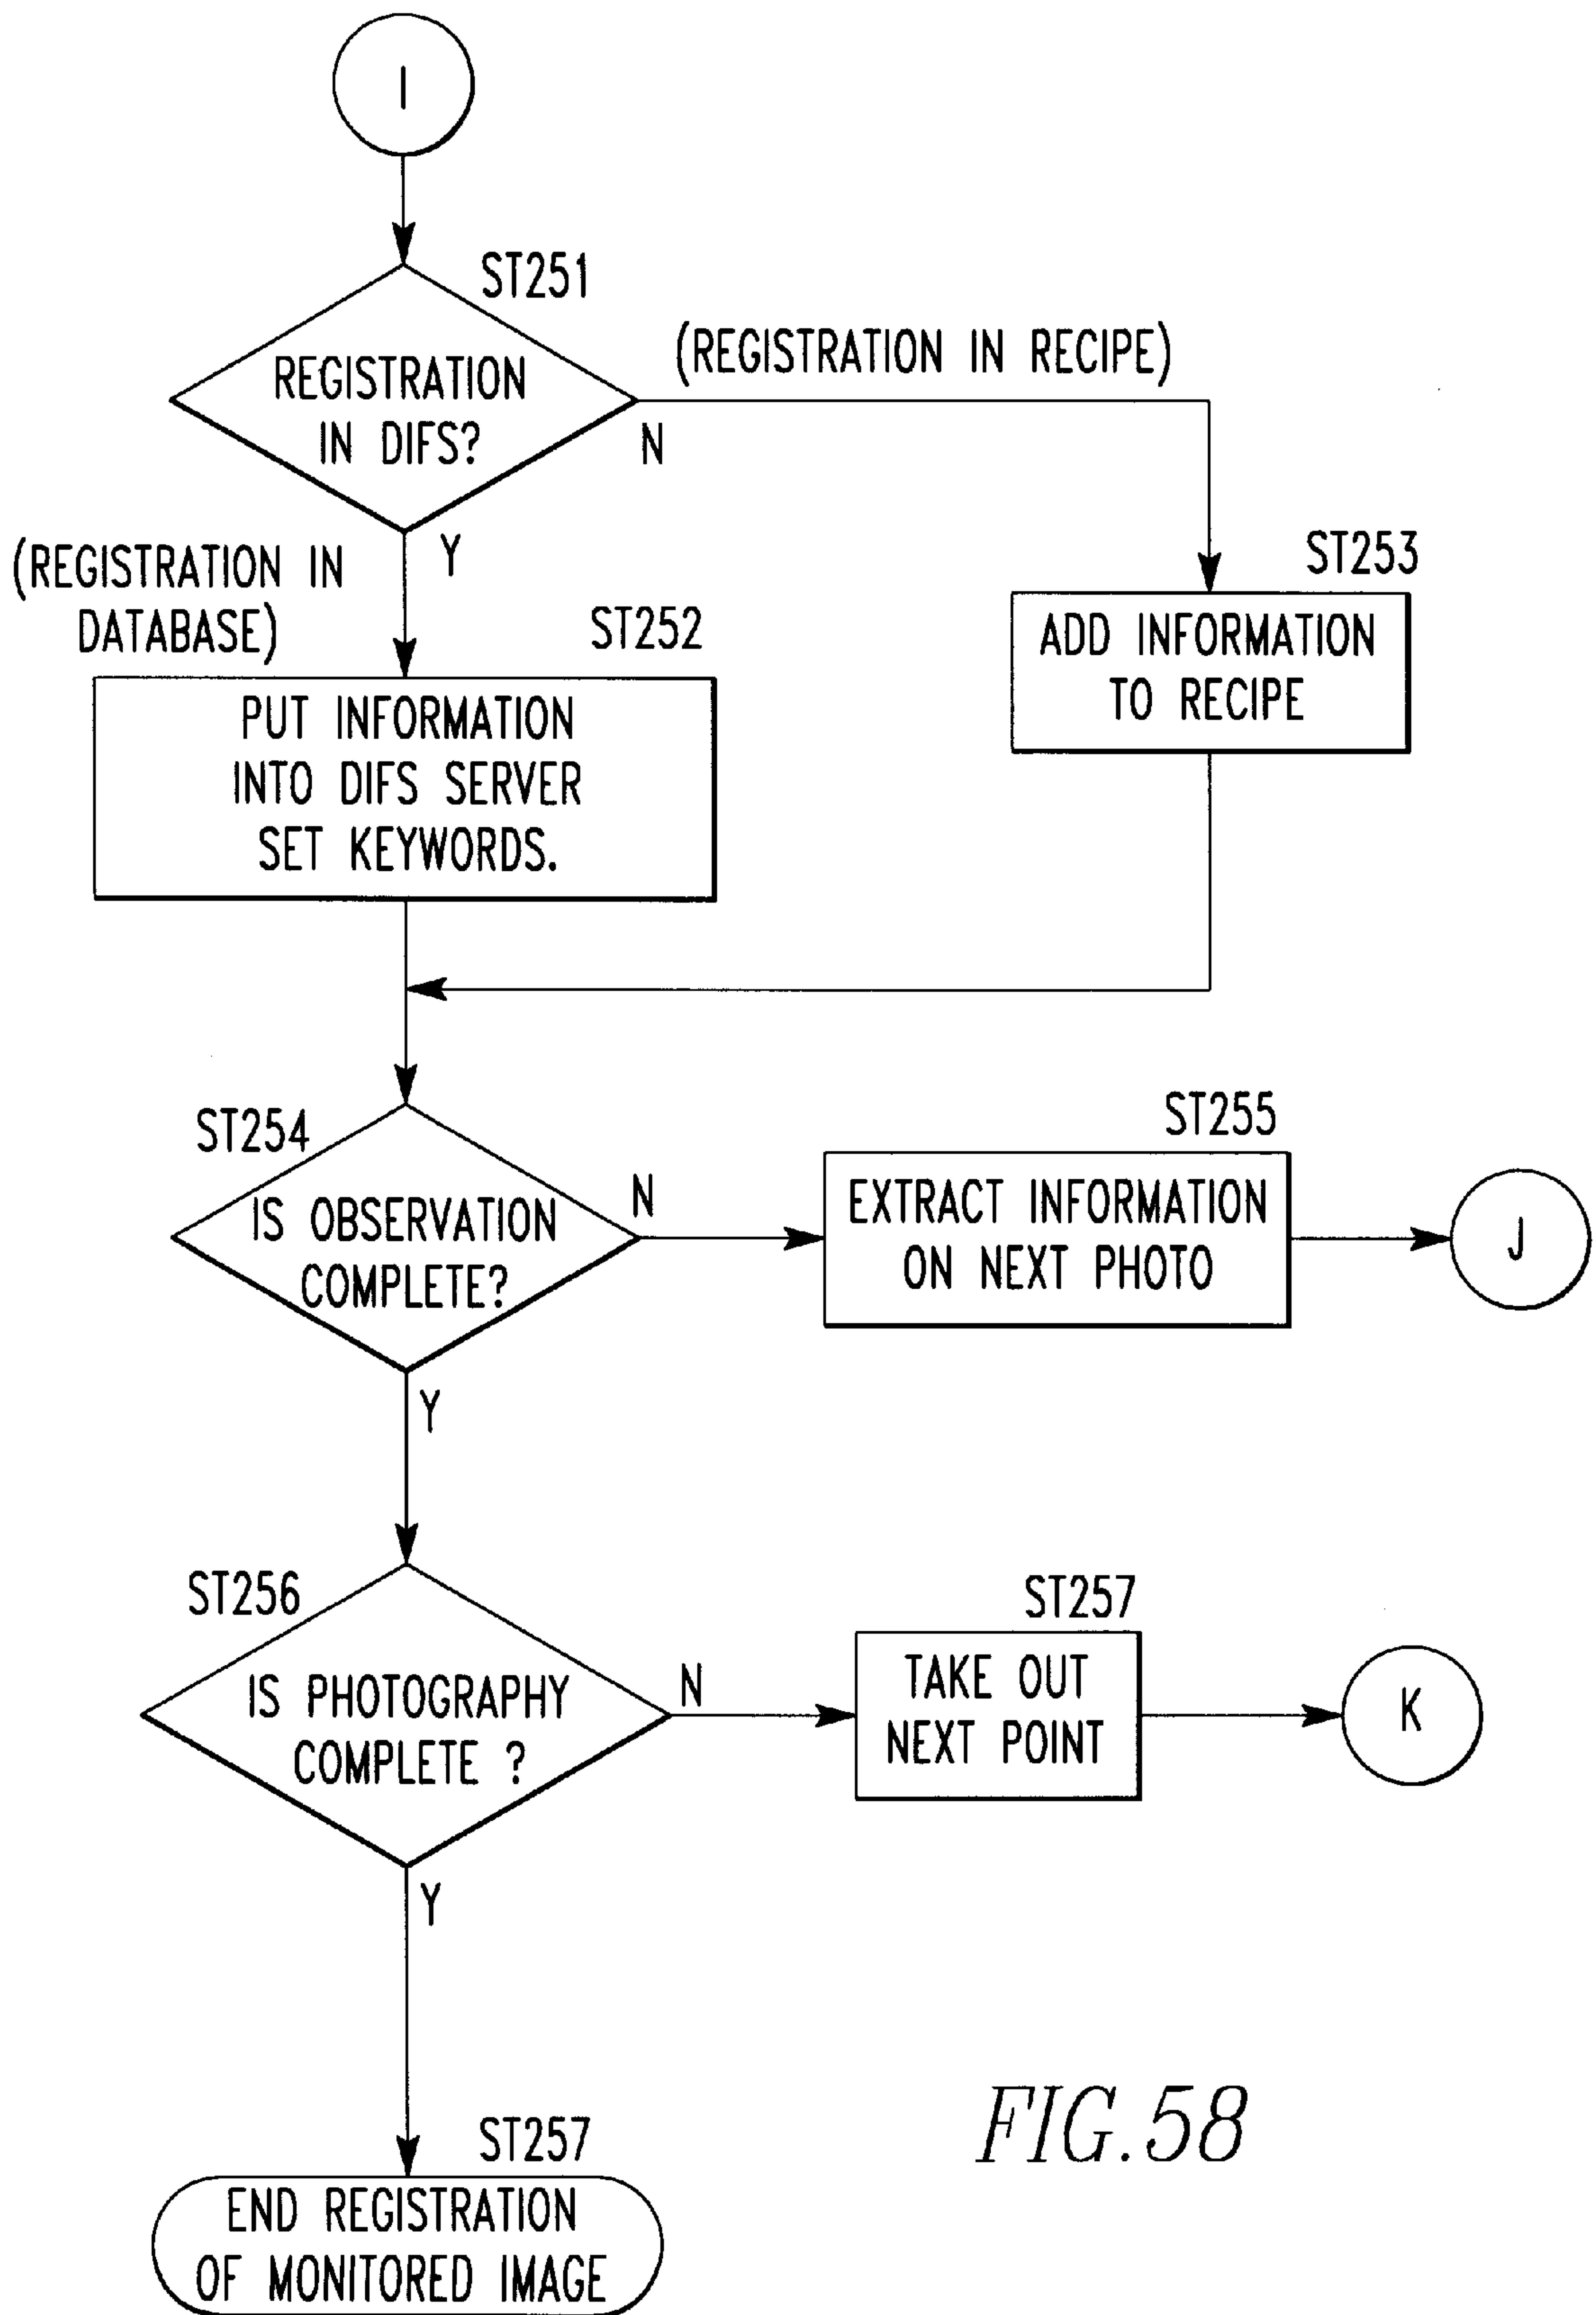 I
ST251
REGISTRATION
IN DIFS?
(REGISTRATION IN RECIPE)
N
Y
(REGISTRATION IN
DATABASE)
ST252
PUT INFORMATION
INTO DIFS SERVER
SET KEYWORDS.
ST253
ADD INFORMATION
TO RECIPE
ST254
IS OBSERVATION
COMPLETE?
N
ST255
EXTRACT INFORMATION
ON NEXT PHOTO
J
Y
ST256
IS PHOTOGRAPHY
COMPLETE ?
N
ST257
TAKE OUT
NEXT POINT
K
Y
ST257
END REGISTRATION
OF MONITORED IMAGE
FIG.58